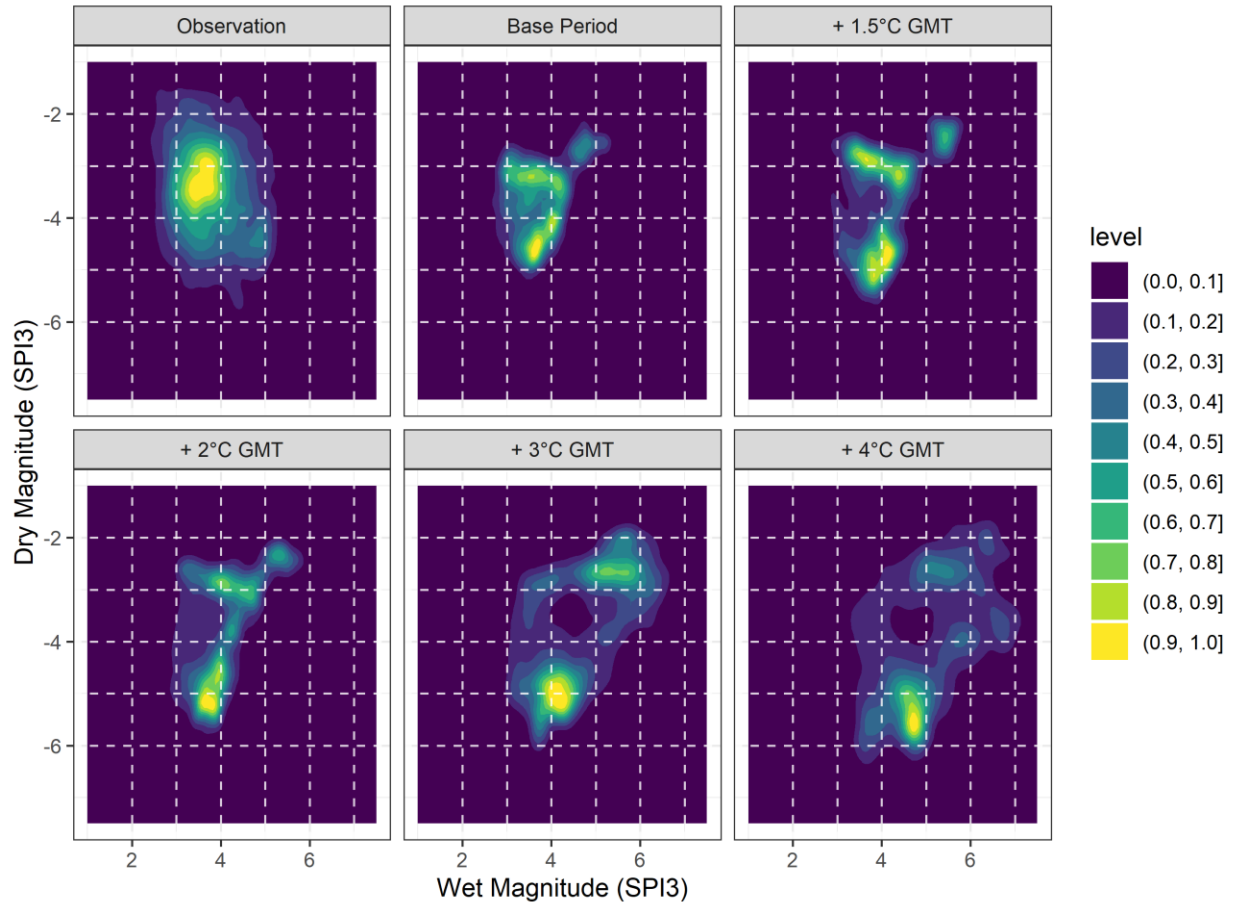 Observation
Base Period
+ 1.5°C GMT
-2
-4
-6
+ 2°C GMT
+ 3°C GMT
+ 4°C GMT
-2
-4
-6
2 4 6
2 4 6
2 4 6
Dry Magnitude (SPI3)
Wet Magnitude (SPI3)
level
(0.0, 0.1]
(0.1, 0.2]
(0.2, 0.3]
(0.3, 0.4]
(0.4, 0.5]
(0.5, 0.6]
(0.6, 0.7]
(0.7, 0.8]
(0.8, 0.9]
(0.9, 1.0]